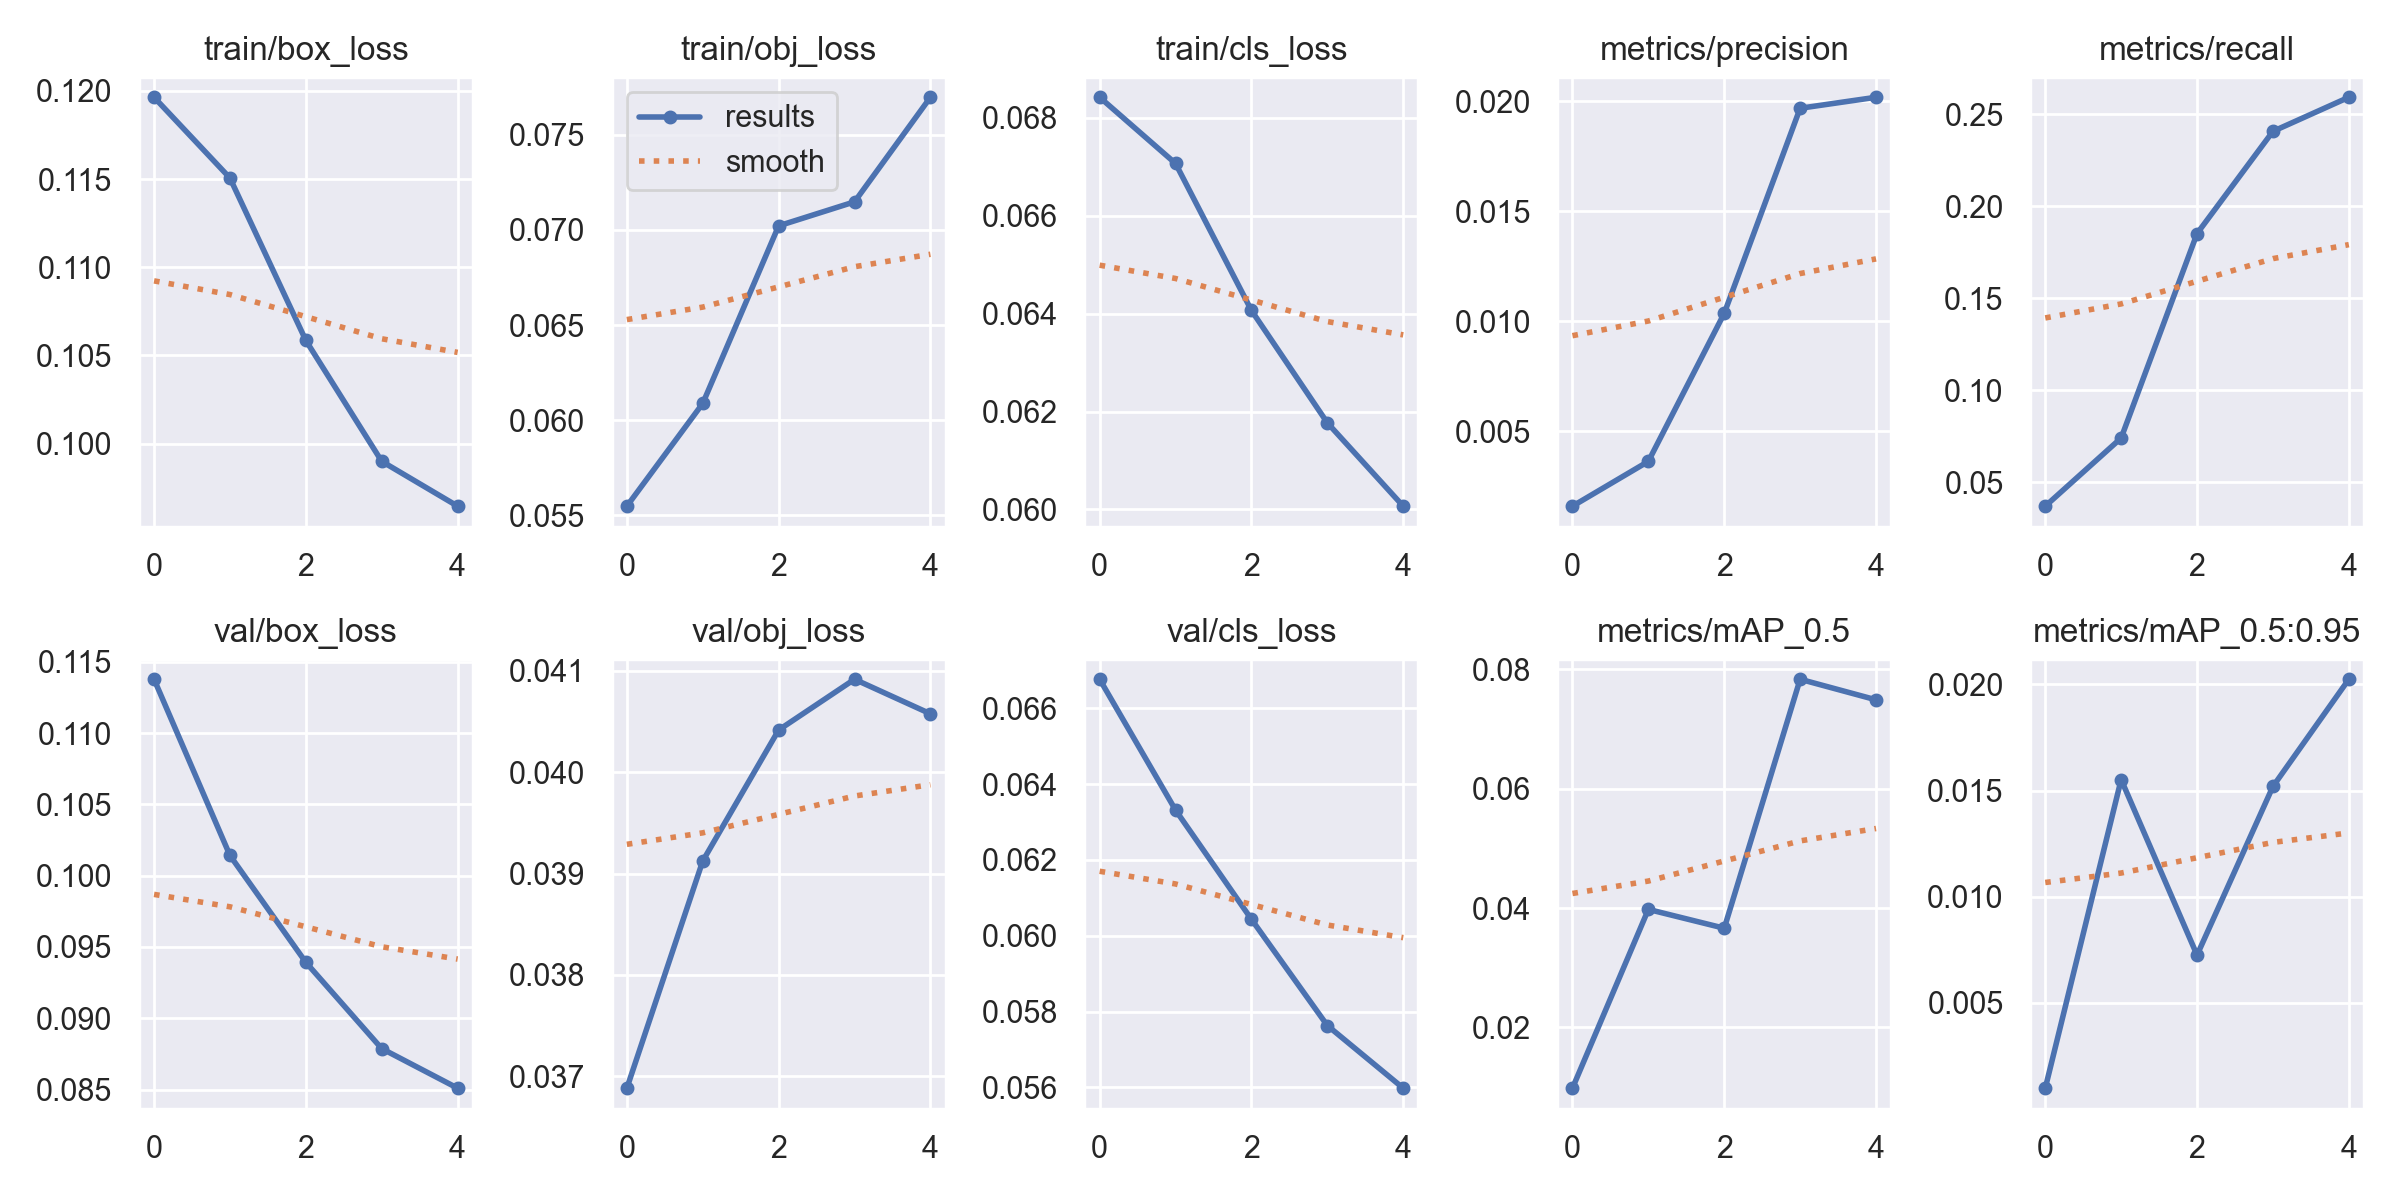 train/box_loss
0.120
0.115
0.110
0.105
0.100
0 2 4
train/obj_loss
results
smooth
0.075
0.070
0.065
0.060
0.055
0 2 4
train/cls_loss
0.068
0.066
0.064
0.062
0.060
0 2 4
metrics/precision
0.020
0.015
0.010
0.005
0 2 4
metrics/recall
0.25
0.20
0.15
0.10
0.05
0 2 4
val/box_loss
0.115
0.110
0.105
0.100
0.095
0.090
0.085
0 2 4
val/obj_loss
0.041
0.040
0.039
0.038
0.037
0 2 4
val/cls_loss
0.066
0.064
0.062
0.060
0.058
0.056
0 2 4
metrics/mAP_0.5
0.08
0.06
0.04
0.02
0 2 4
metrics/mAP_0.5:0.95
0.020
0.015
0.010
0.005
0 2 4